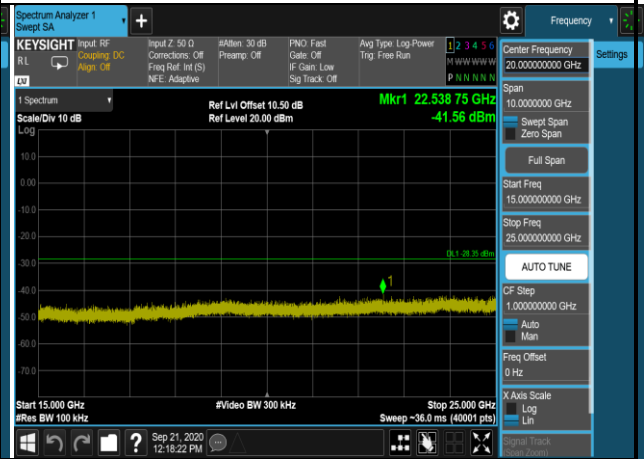 Spectrum Analyzer 1
Swept SA
Frequency
KEYSIGHT
RL
LXI
Input: RF
Coupling: DC
Align: Off
Input Z: 50 Ω
Corrections: Off
Freq Ref: Int (S)
NFE: Adaptive
#Atten: 30 dB
Preamp: Off
PNO: Fast
Gate: Off
IF Gain: Low
Sig Track: Off
Avg Type: Log-Power
Trig: Free Run
1 2 3 4 5 6
M W W W W W
P N N N N N
Settings
1 Spectrum
Scale/Div 10 dB
Log
Ref Lvl Offset 10.50 dB
Ref Level 20.00 dBm
Mkr1 22.538 75 GHz
-41.56 dBm
10.0
0.00
-10.0
-20.0
-30.0
-40.0
-50.0
-60.0
-70.0
DL1 -28.35 dBm
1
Start 15.000 GHz
#Res BW 100 kHz
#Video BW 300 kHz
Stop 25.000 GHz
Sweep ~36.0 ms (40001 pts)
Center Frequency
20.000000000 GHz
Span
10.0000000 GHz
Swept Span
Zero Span
Full Span
Start Freq
15.000000000 GHz
Stop Freq
25.000000000 GHz
AUTO TUNE
CF Step
1.000000000 GHz
Auto
Man
Freq Offset
0 Hz
X Axis Scale
Log
Lin
Signal Track
(Span Zoom)
Sep 21, 2020
12:18:22 PM